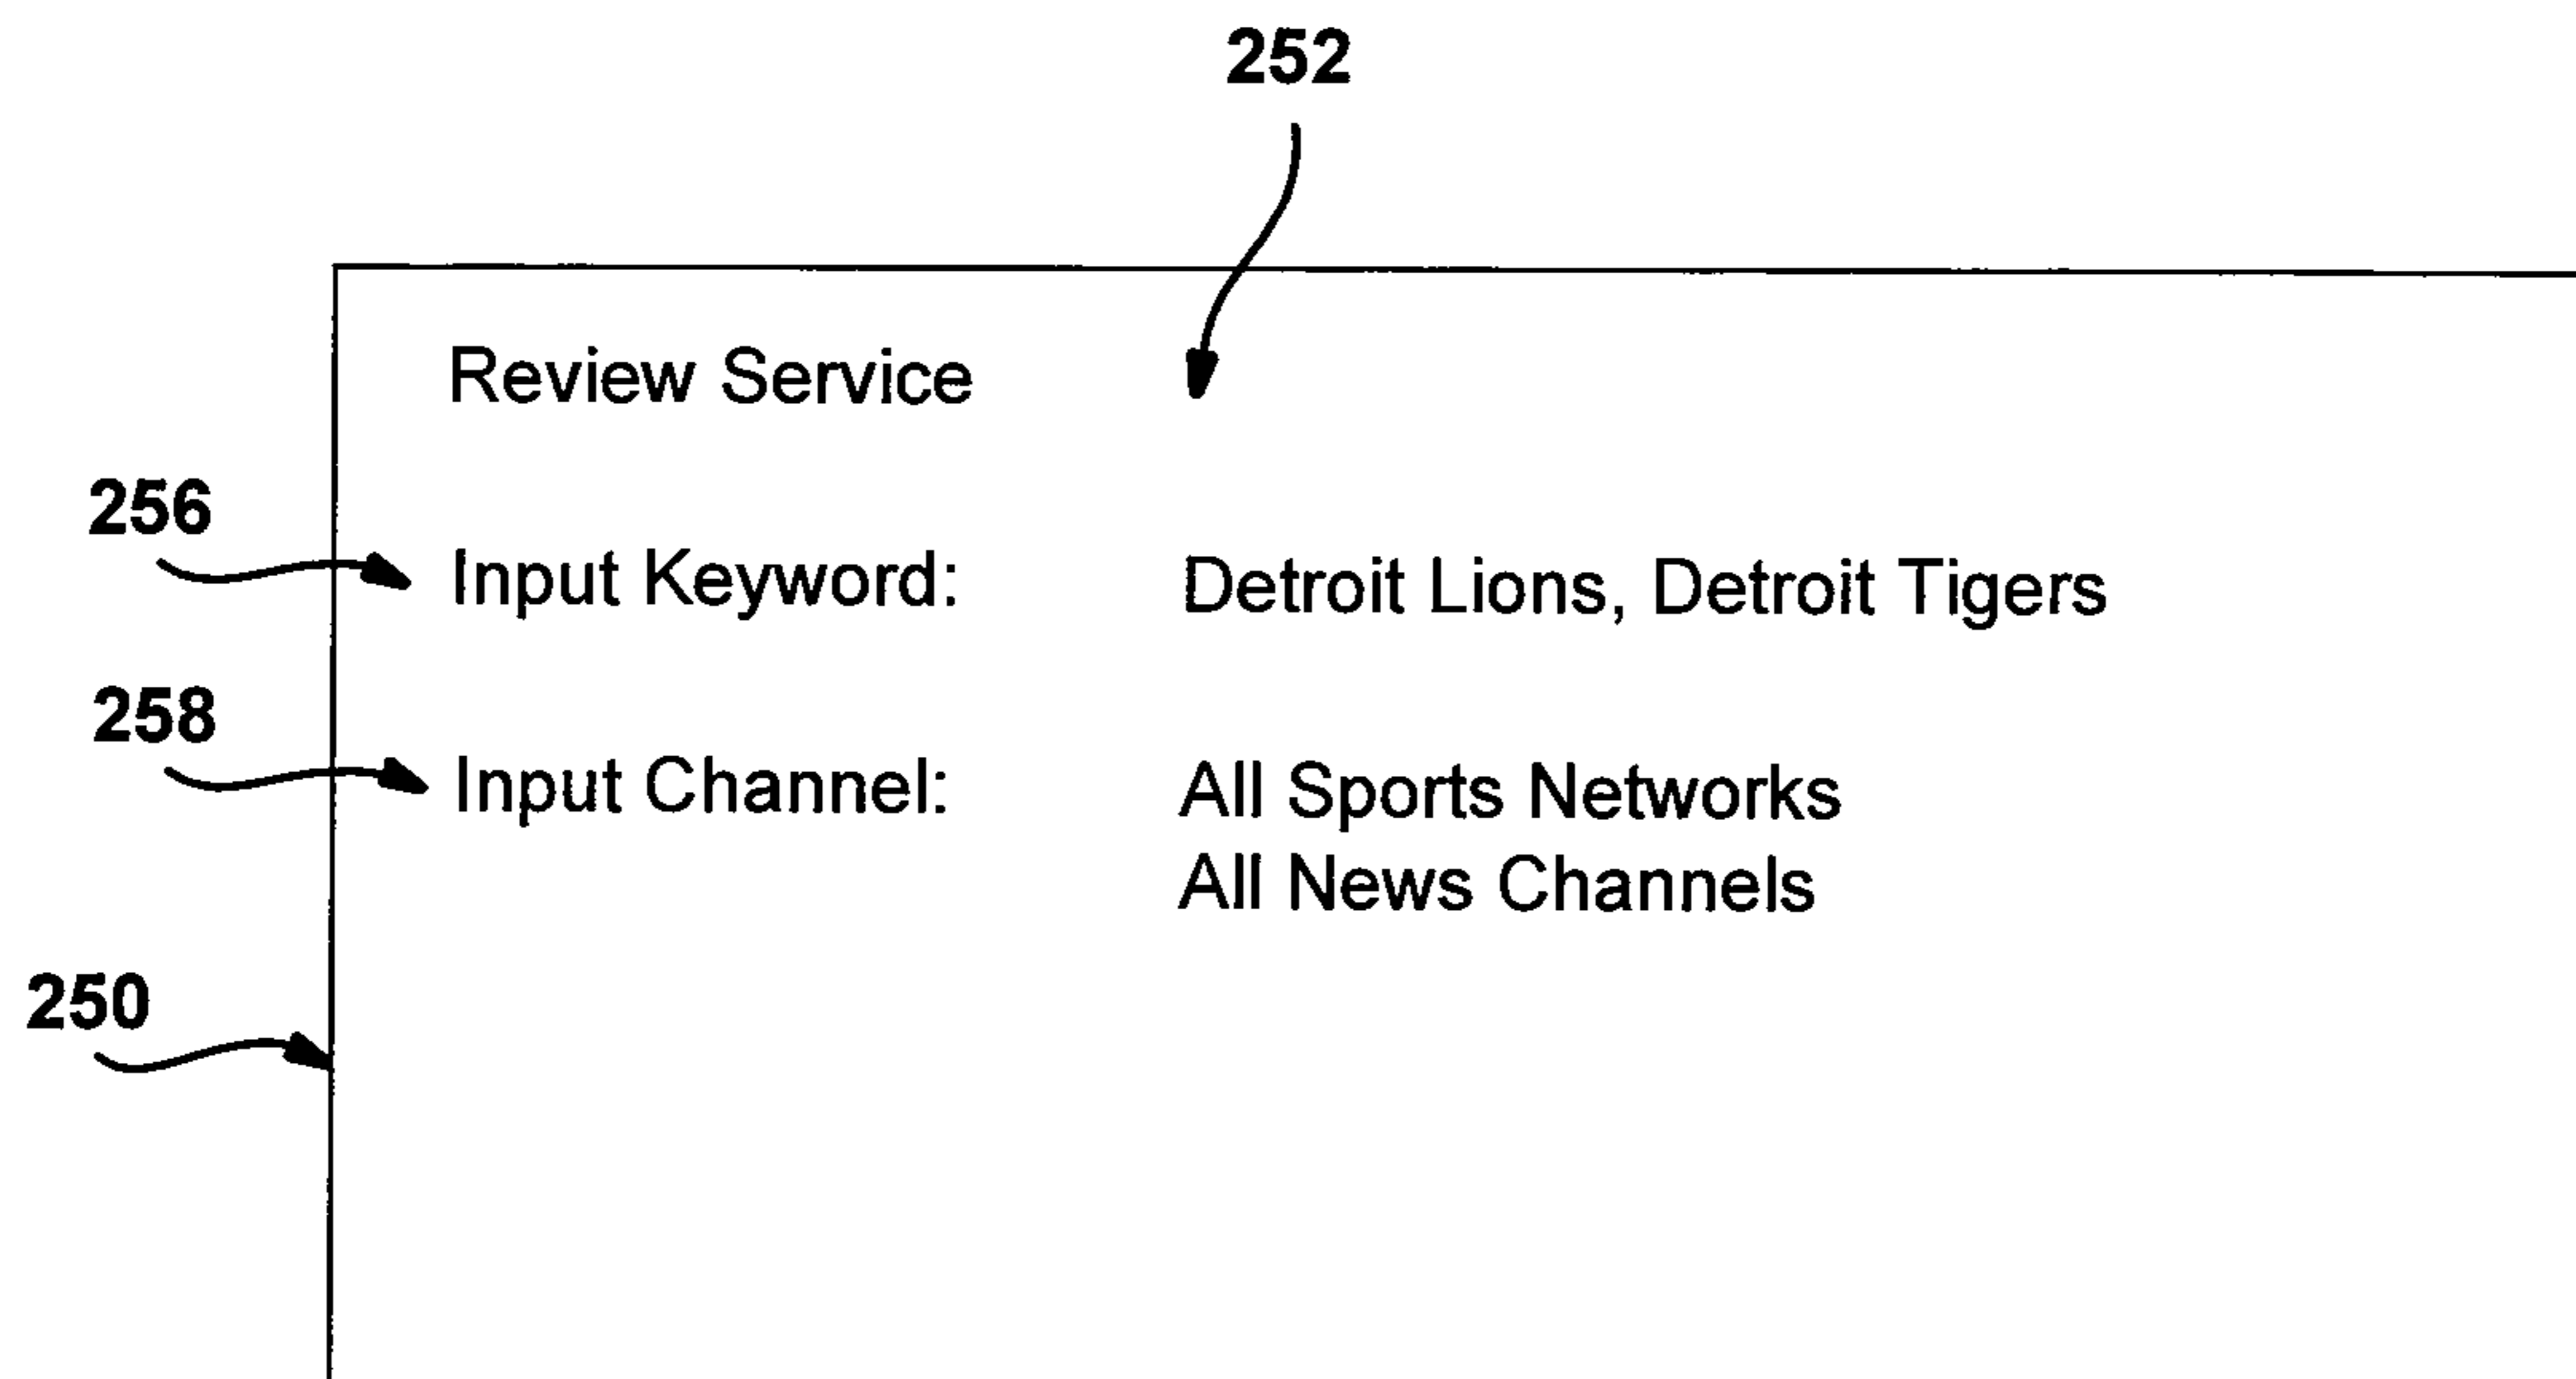 252
Review Service
256
Input Keyword: Detroit Lions, Detroit Tigers
258
Input Channel: All Sports Networks
All News Channels
250